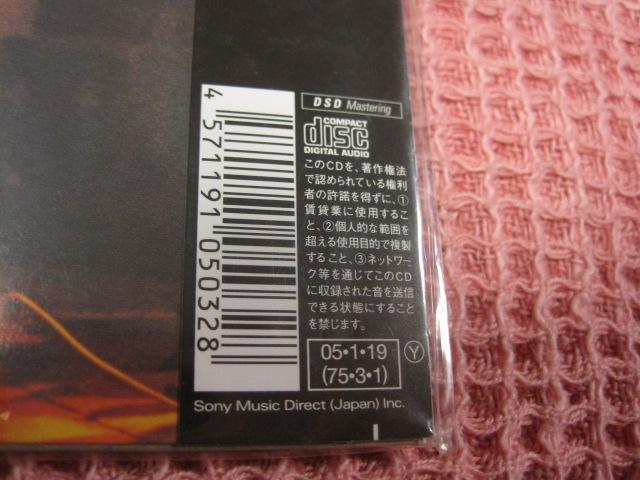 4 571191 050328
DSD Mastering
COMPACT
disc
DIGITAL AUDIO
このCDを、著作権法
で認められている権利
者の許諾を得ずに、①
賃貸業に使用するこ
と、②個人的な範囲を
超える使用目的で複製
すること、③ネットワー
ク等を通じてこのCD
に収録された音を送信
できる状態にすること
を禁じます。
05•1•19
(75•3•1)
Ⓨ
Sony Music Direct (Japan) Inc.